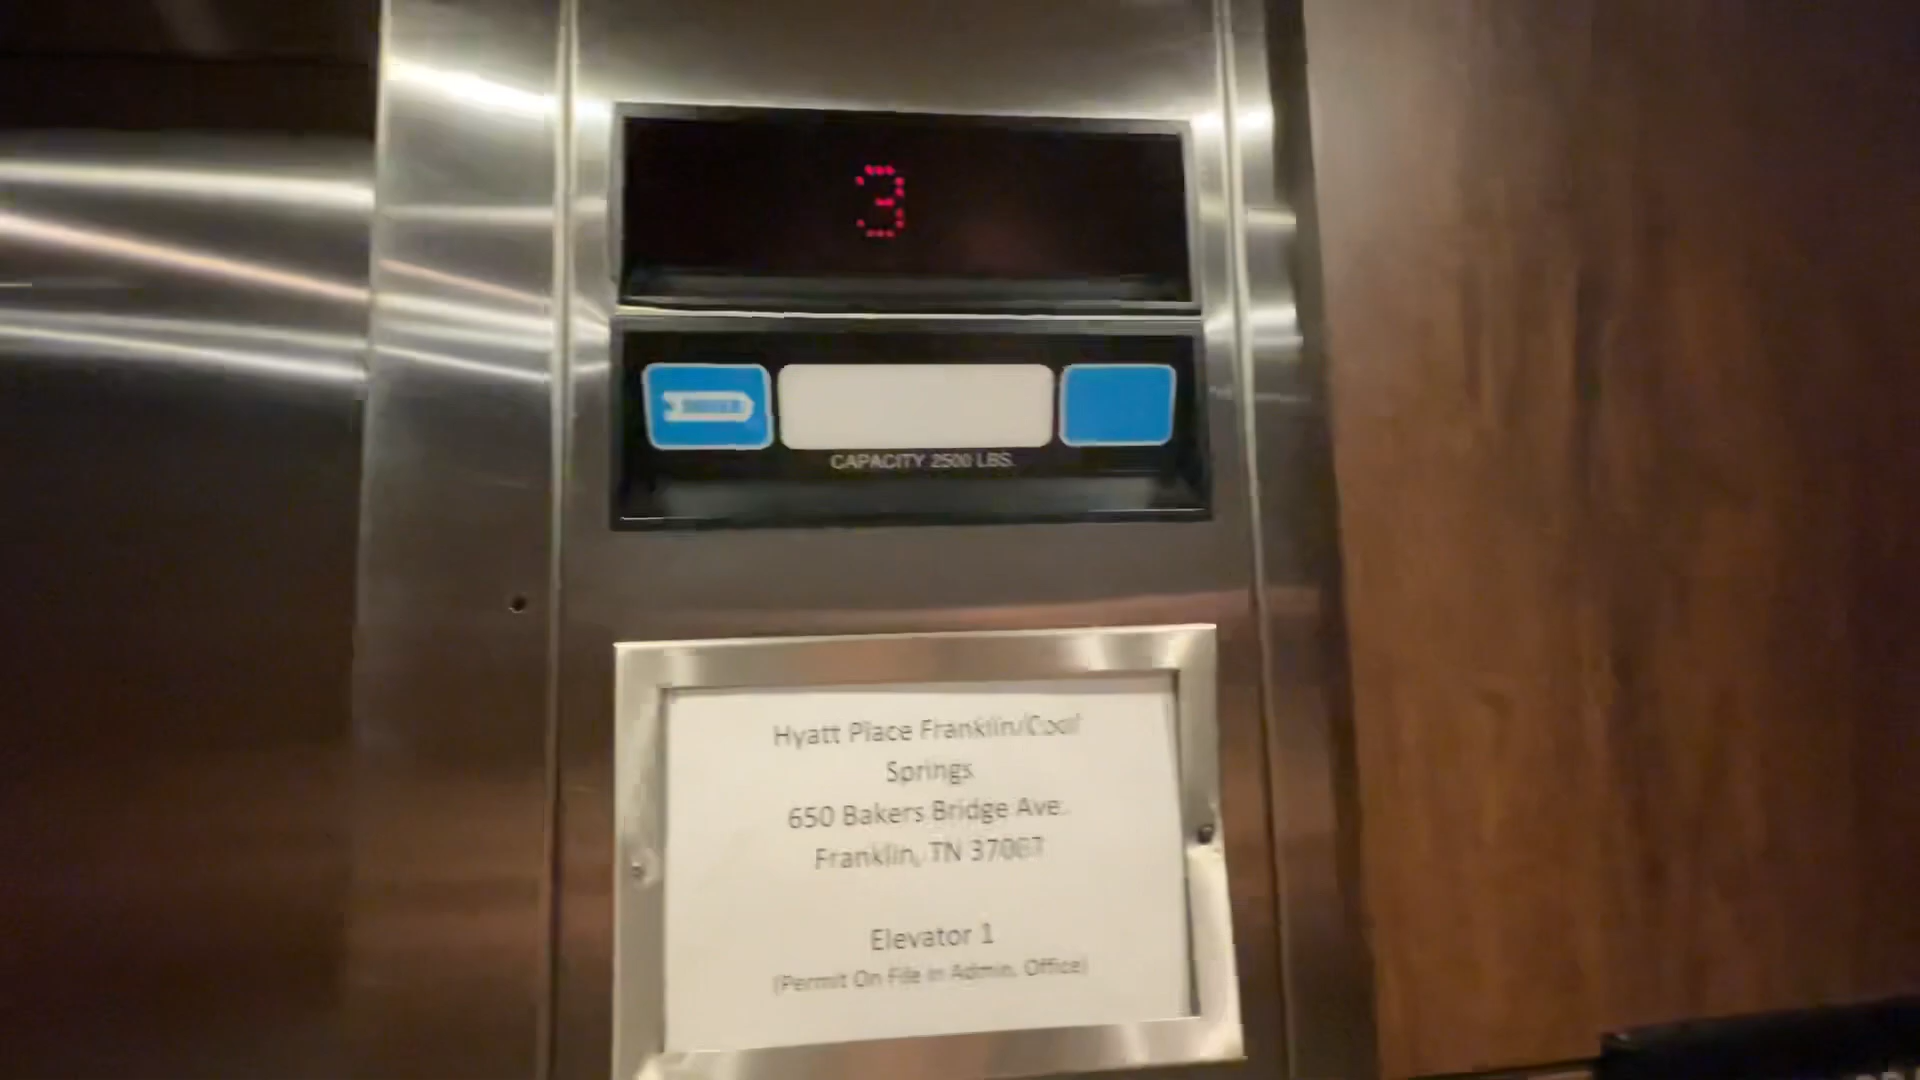 3
CAPACITY 2500 LBS.
Hyatt Place Franklin/Cool
Springs
650 Bakers Bridge Ave.
Franklin, TN 37067
Elevator 1
(Permit On File in Admin. Office)